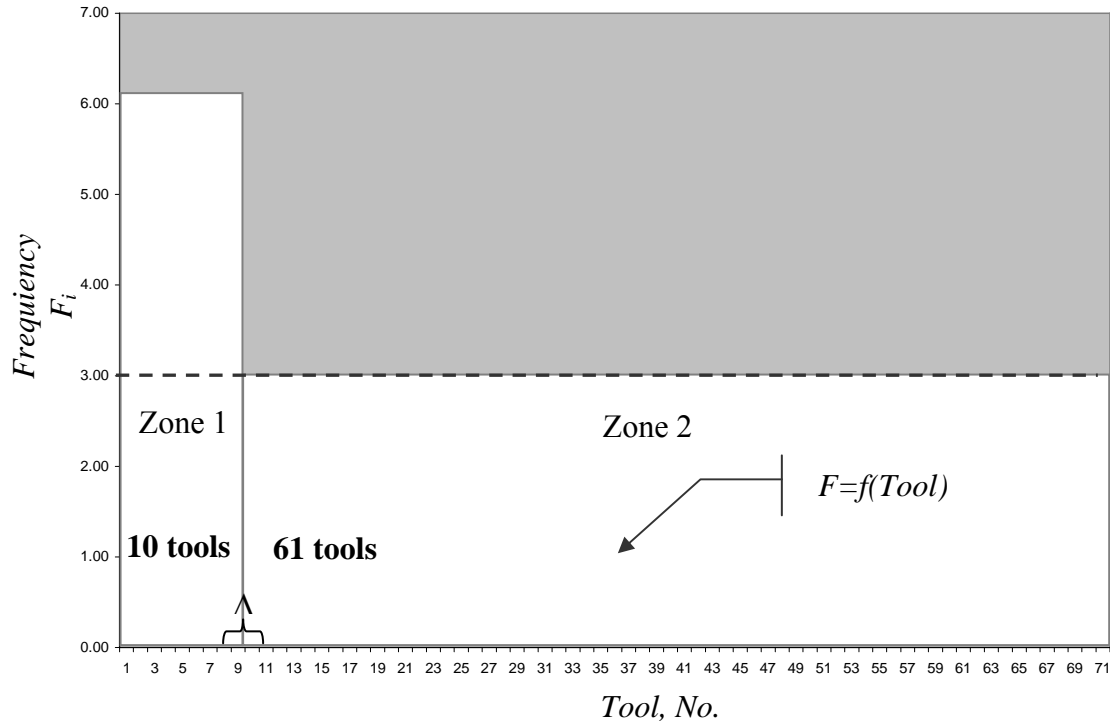 7.00
6.00
5.00
4.00
3.00
2.00
1.00
0.00
Frequiency
F_i
Zone 1
Zone 2
F=f(Tool)
10 tools
61 tools
1 3 5 7 9 11 13 15 17 19 21 23 25 27 29 31 33 35 37 39 41 43 45 47 49 51 53 55 57 59 61 63 65 67 69 71
Tool, No.